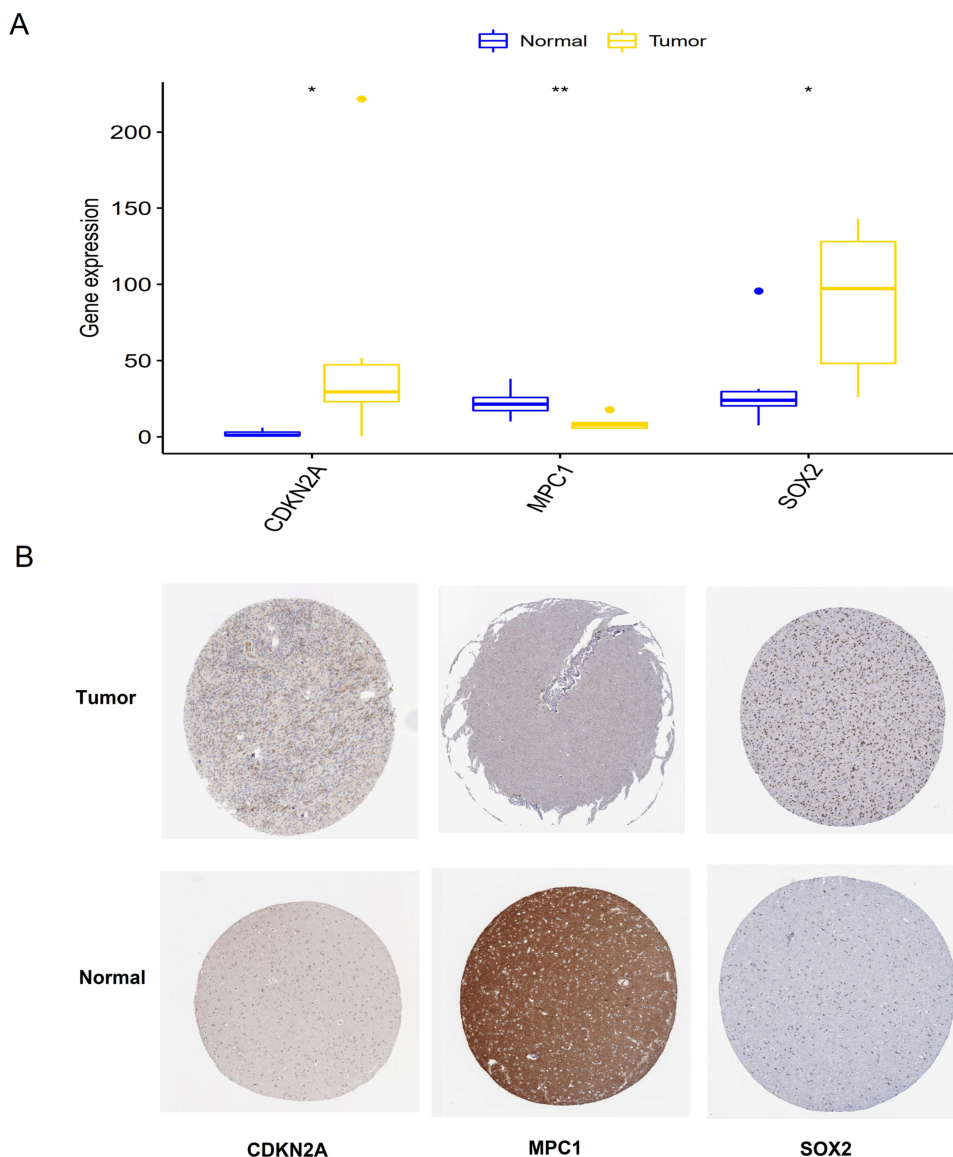 A
Normal Tumor
* ** *
Gene expression
200
150
100
50
0
CDKN2A MPC1 SOX2
B
Tumor
Normal
CDKN2A MPC1 SOX2